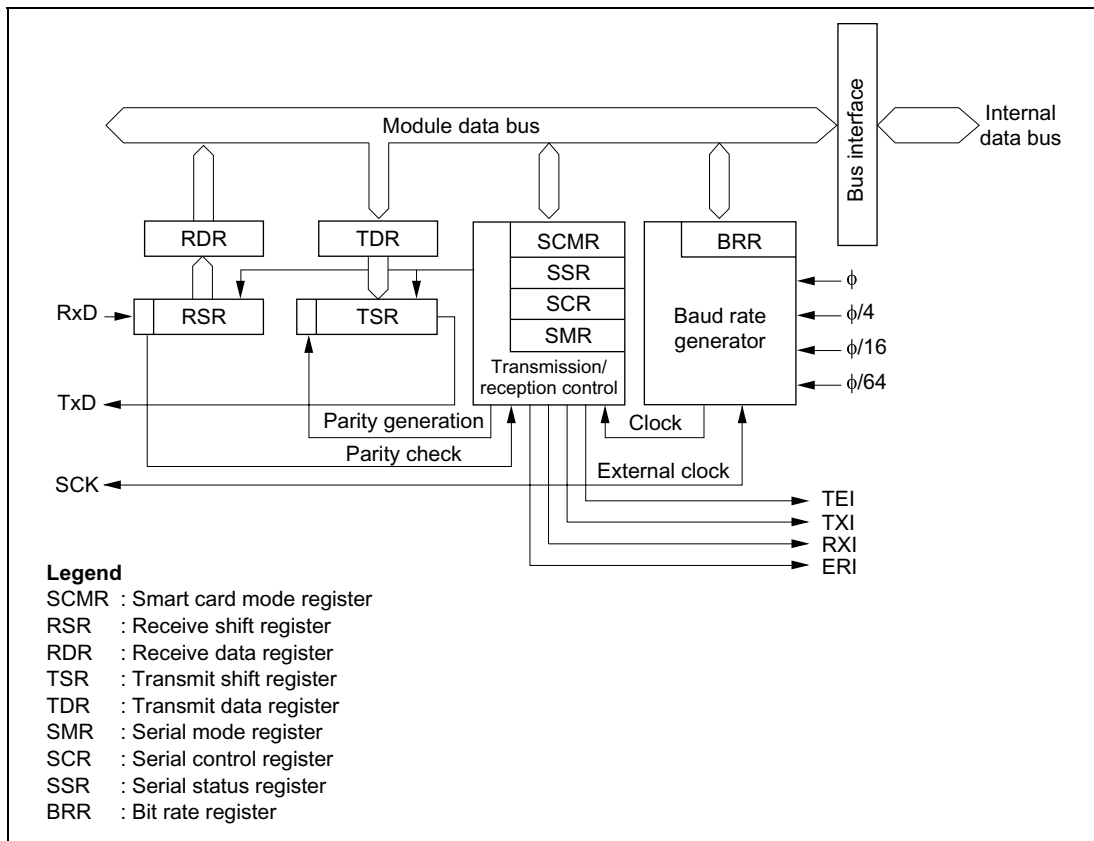 Module data bus
Bus interface
Internal
data bus
RDR
TDR
SCMR
SSR
SCR
SMR
Transmission/
reception control
BRR
Baud rate
generator
ϕ
ϕ/4
ϕ/16
ϕ/64
RxD
RSR
TSR
TxD
Parity generation
Parity check
Clock
SCK
External clock
TEI
TXI
RXI
ERI
Legend
SCMR : Smart card mode register
RSR : Receive shift register
RDR : Receive data register
TSR : Transmit shift register
TDR : Transmit data register
SMR : Serial mode register
SCR : Serial control register
SSR : Serial status register
BRR : Bit rate register